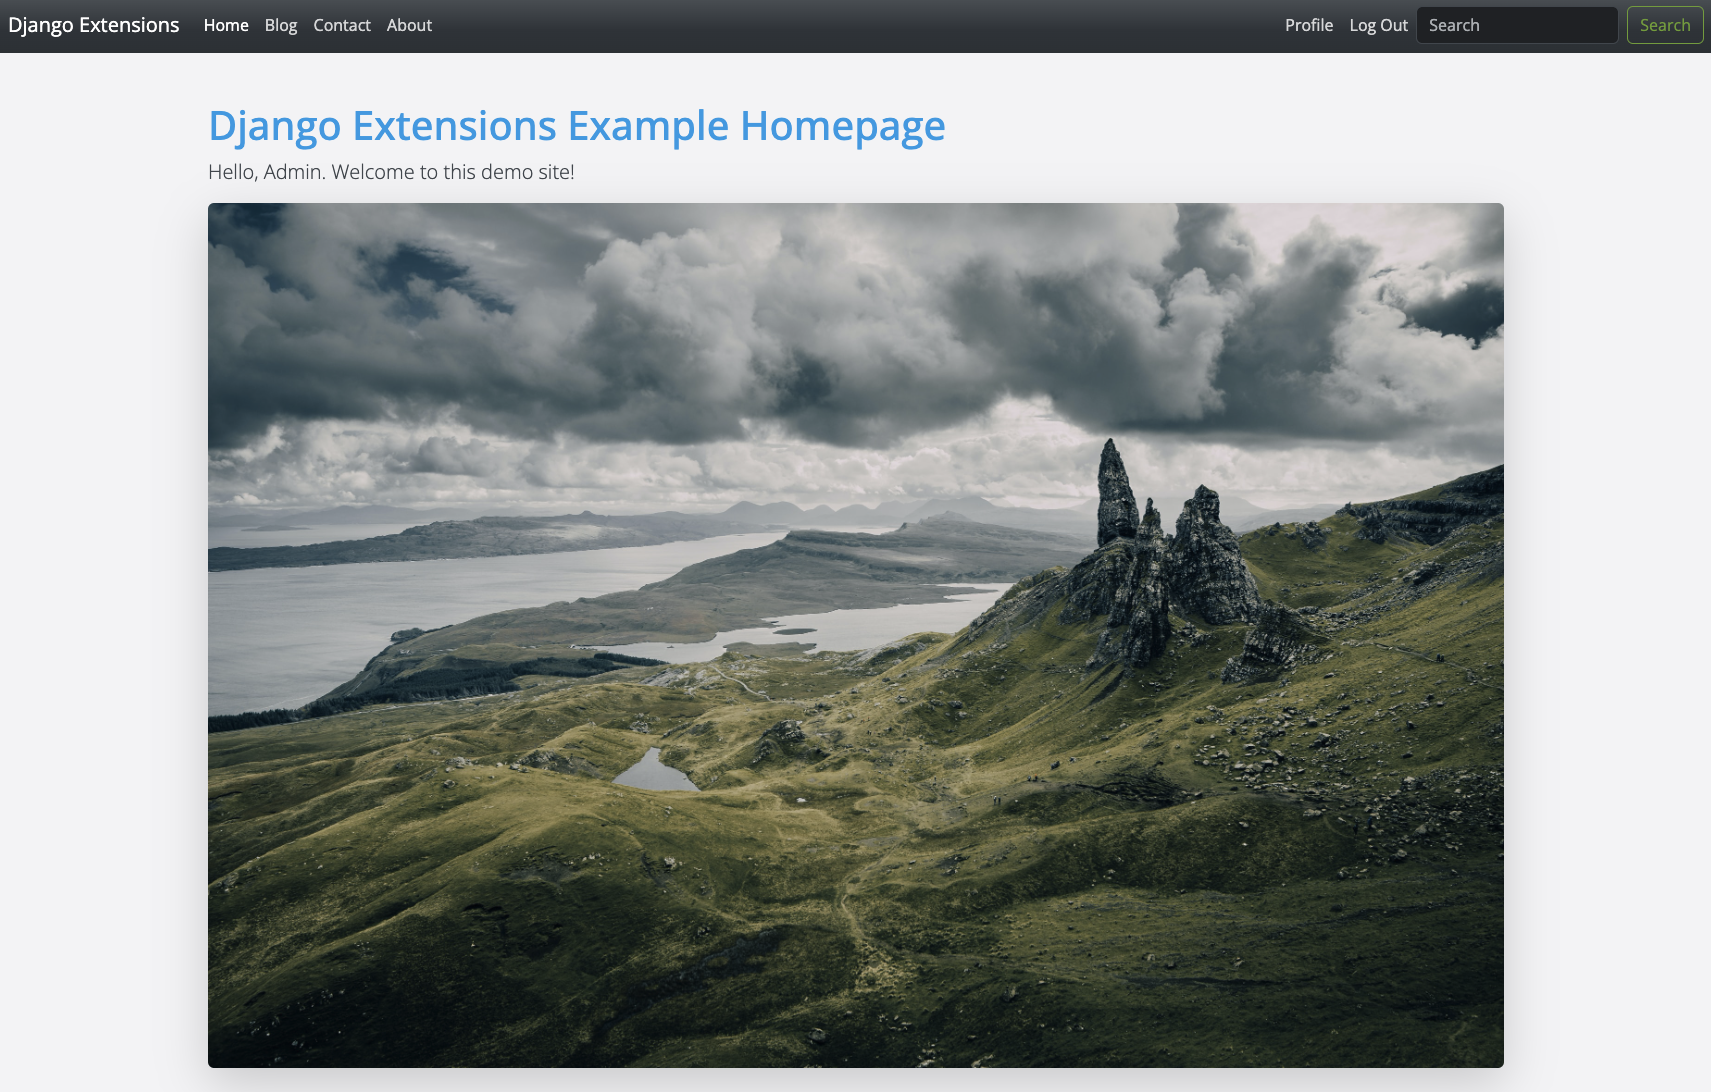 Django Extensions Home Blog Contact About Profile Log Out Search Search
Django Extensions Example Homepage
Hello, Admin. Welcome to this demo site!